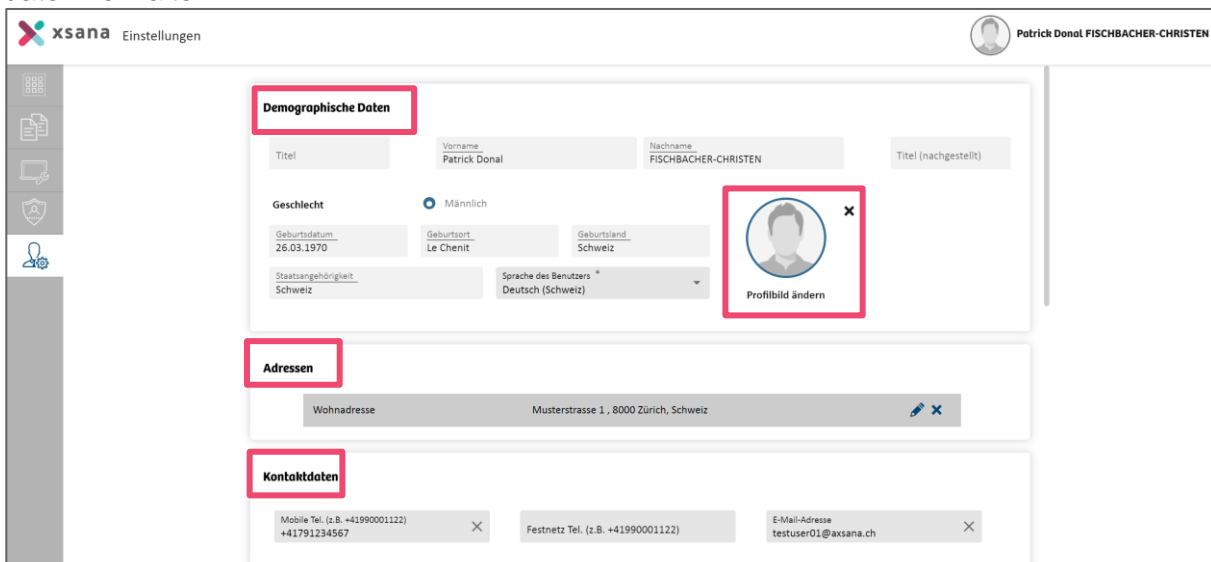 xsana Einstellungen
Patrick Donal FISCHBACHER-CHRISTEN
Demographische Daten
Titel
Vorname
Patrick Donal
Nachname
FISCHBACHER-CHRISTEN
Titel (nachgestellt)
Geschlecht
Männlich
Geburtsdatum
26.03.1970
Geburtsort
Le Chenit
Geburtsland
Schweiz
Staatsangehörigkeit
Schweiz
Sprache des Benutzers *
Deutsch (Schweiz)
Profilbild ändern
Adressen
Wohnadresse
Musterstrasse 1 , 8000 Zürich, Schweiz
Kontaktdaten
Mobile Tel. (z.B. +41990001122)
+41791234567
Festnetz Tel. (z.B. +41990001122)
E-Mail-Adresse
testuser01@axsana.ch